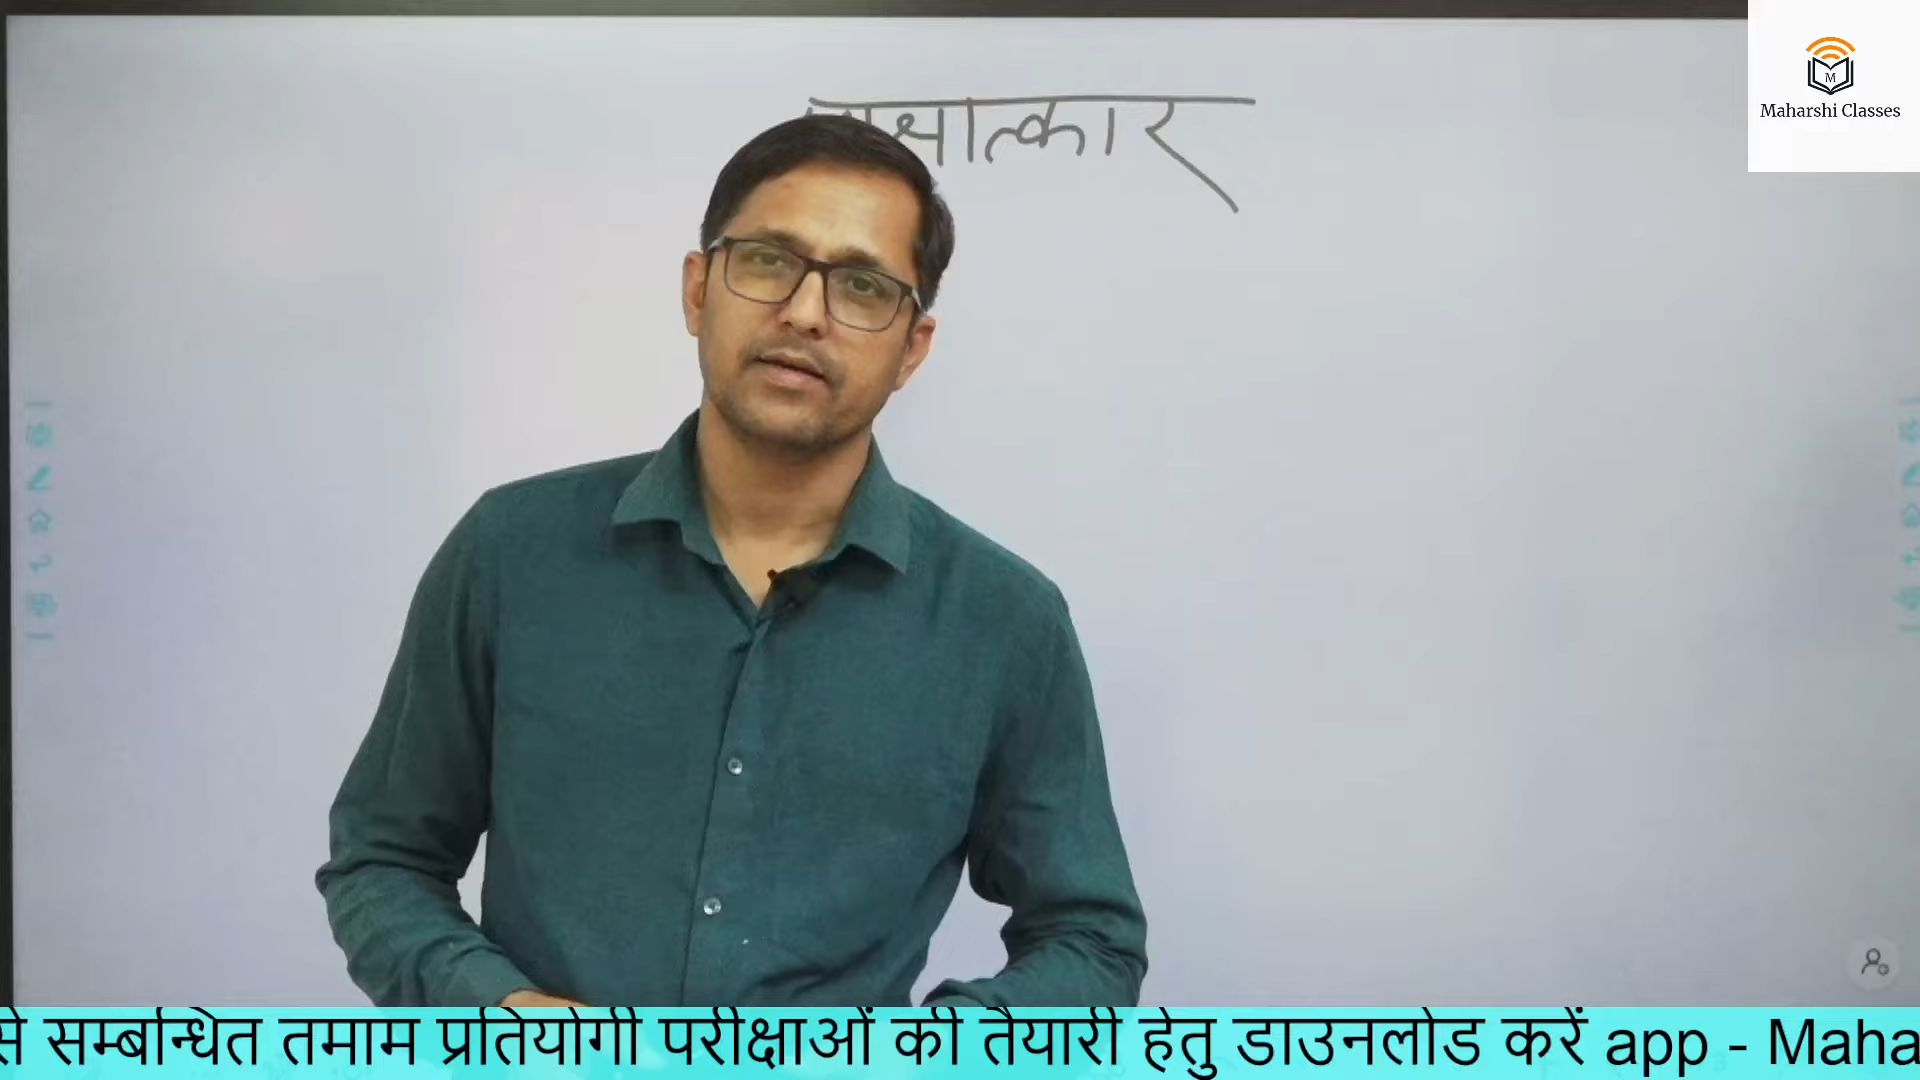 क्षात्कार
M
Maharshi Classes
से सम्बन्धित तमाम प्रतियोगी परीक्षाओं की तैयारी हेतु डाउनलोड करें app - Maha